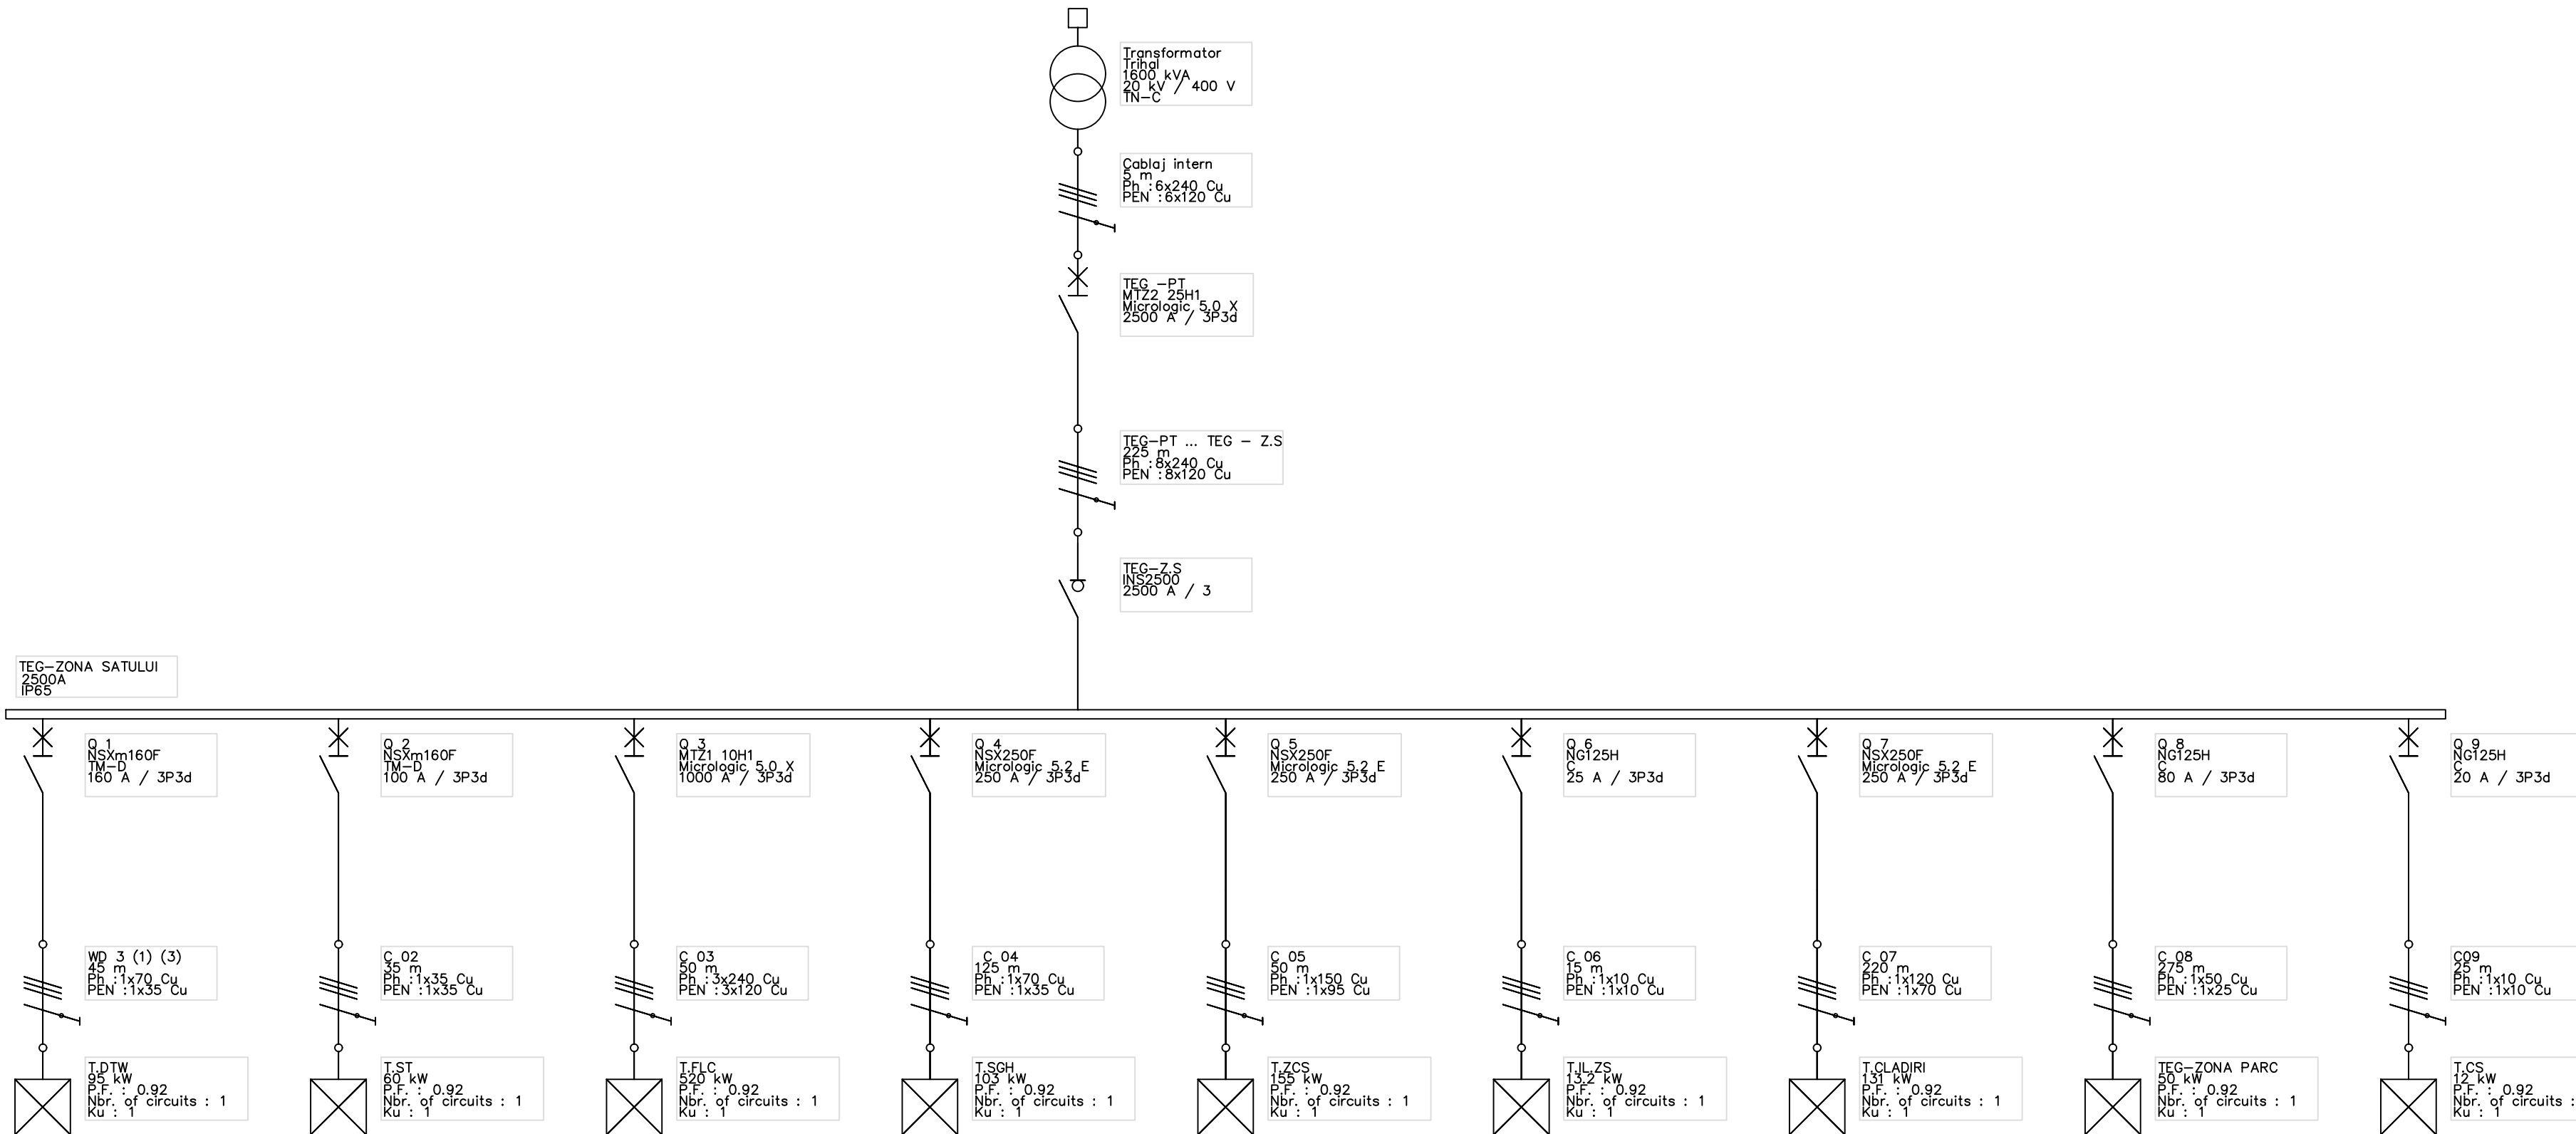 Transformator
Trihal
1600 kVA
20 kV / 400 V
TN-C
Cablaj intern
5 m
Ph :6x240 Cu
PEN :6x120 Cu
TEG -PT
MTZ2 25H1
Micrologic 5.0 X
2500 A / 3P3d
TEG-PT ... TEG - Z.S
225 m
Ph :8x240 Cu
PEN :8x120 Cu
TEG-Z.S
INS2500
2500 A / 3
TEG-ZONA SATULUI
2500A
IP65
Q 1
NSXm160F
TM-D
160 A / 3P3d
Q 2
NSXm160F
TM-D
100 A / 3P3d
Q 3
MTZ1 10H1
Micrologic 5.0 X
1000 A / 3P3d
Q 4
NSX250F
Micrologic 5.2 E
250 A / 3P3d
Q 5
NSX250F
Micrologic 5.2 E
250 A / 3P3d
Q 6
NG125H
C
25 A / 3P3d
Q 7
NSX250F
Micrologic 5.2 E
250 A / 3P3d
Q 8
NG125H
C
80 A / 3P3d
Q 9
NG125H
C
20 A / 3P3d
WD 3 (1) (3)
45 m
Ph :1x70 Cu
PEN :1x35 Cu
C 02
35 m
Ph :1x35 Cu
PEN :1x35 Cu
C 03
50 m
Ph :3x240 Cu
PEN :3x120 Cu
C 04
125 m
Ph :1x70 Cu
PEN :1x35 Cu
C 05
50 m
Ph :1x150 Cu
PEN :1x95 Cu
C 06
15 m
Ph :1x10 Cu
PEN :1x10 Cu
C 07
220 m
Ph :1x120 Cu
PEN :1x70 Cu
C 08
275 m
Ph :1x50 Cu
PEN :1x25 Cu
C09
25 m
Ph :1x10 Cu
PEN :1x10 Cu
T.DTW
95 kW
P.F. : 0.92
Nbr. of circuits : 1
Ku : 1
T.ST
60 kW
P.F. : 0.92
Nbr. of circuits : 1
Ku : 1
T.FLC
520 kW
P.F. : 0.92
Nbr. of circuits : 1
Ku : 1
T.SGH
103 kW
P.F. : 0.92
Nbr. of circuits : 1
Ku : 1
T.ZCS
155 kW
P.F. : 0.92
Nbr. of circuits : 1
Ku : 1
T.IL.ZS
13.2 kW
P.F. : 0.92
Nbr. of circuits : 1
Ku : 1
T.CLADIRI
131 kW
P.F. : 0.92
Nbr. of circuits : 1
Ku : 1
TEG-ZONA PARC
50 kW
P.F. : 0.92
Nbr. of circuits : 1
Ku : 1
T.CS
12 kW
P.F. : 0.92
Nbr. of circuits :
Ku : 1